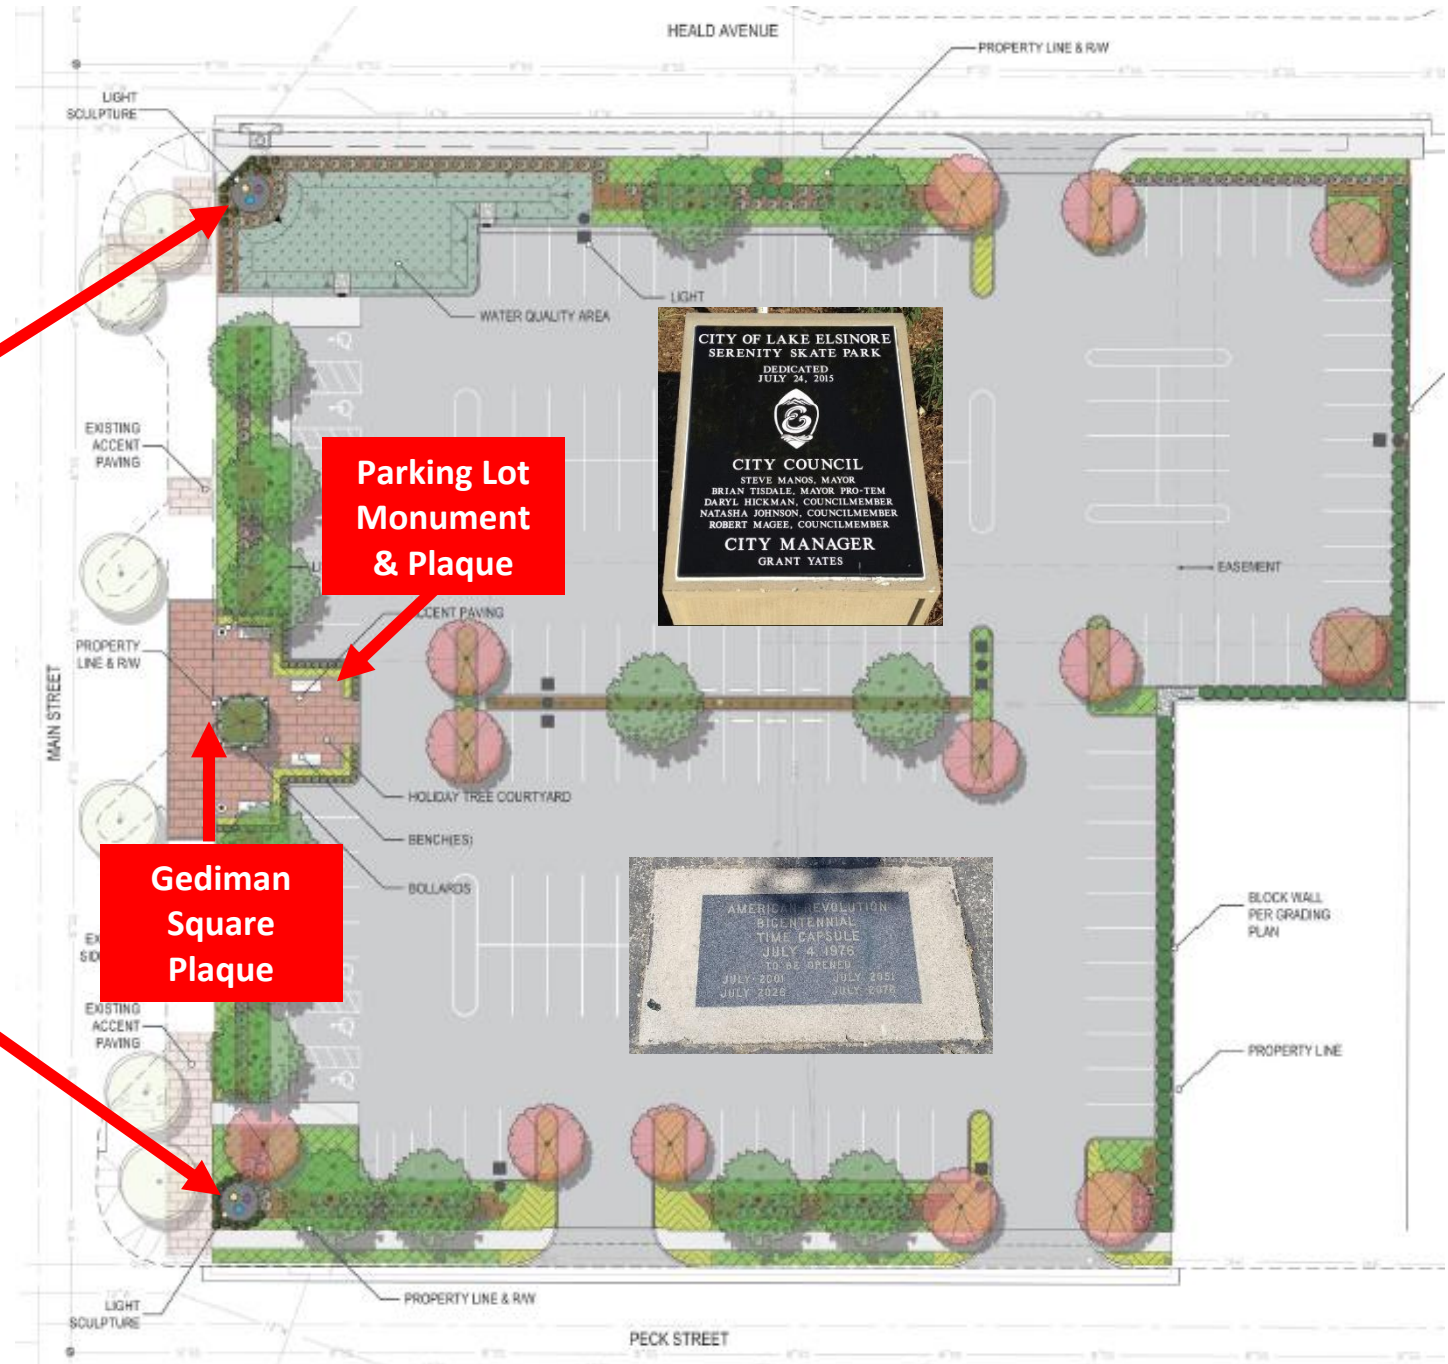 HEALD AVENUE
PROPERTY LINE & R/W
LIGHT
SCULPTURE
LIGHT
WATER QUALITY AREA
CITY OF LAKE ELSINORE
SERENITY SKATE PARK
DEDICATED
JULY 24, 2015
CITY COUNCIL
STEVE MANOS, MAYOR
BRIAN TISDALE, MAYOR PRO-TEM
DARYL HICKMAN, COUNCILMEMBER
NATASHA JOHNSON, COUNCILMEMBER
ROBERT MAGEE, COUNCILMEMBER
CITY MANAGER
GRANT YATES
EXISTING
ACCENT
PAVING
Parking Lot
Monument
& Plaque
EASEMENT
ACCENT PAVING
PROPERTY
LINE & R/W
MAIN STREET
HOLIDAY TREE COURTYARD
BENCH(ES)
BOLLARDS
Gediman
Square
Plaque
AMERICAN REVOLUTION
BICENTENNIAL
TIME CAPSULE
JULY 4 1976
TO BE OPENED
JULY 2001 JULY 2051
JULY 2026 JULY 2076
BLOCK WALL
PER GRADING
PLAN
EXISTING
ACCENT
PAVING
PROPERTY LINE
PROPERTY LINE & R/W
LIGHT
SCULPTURE
PECK STREET